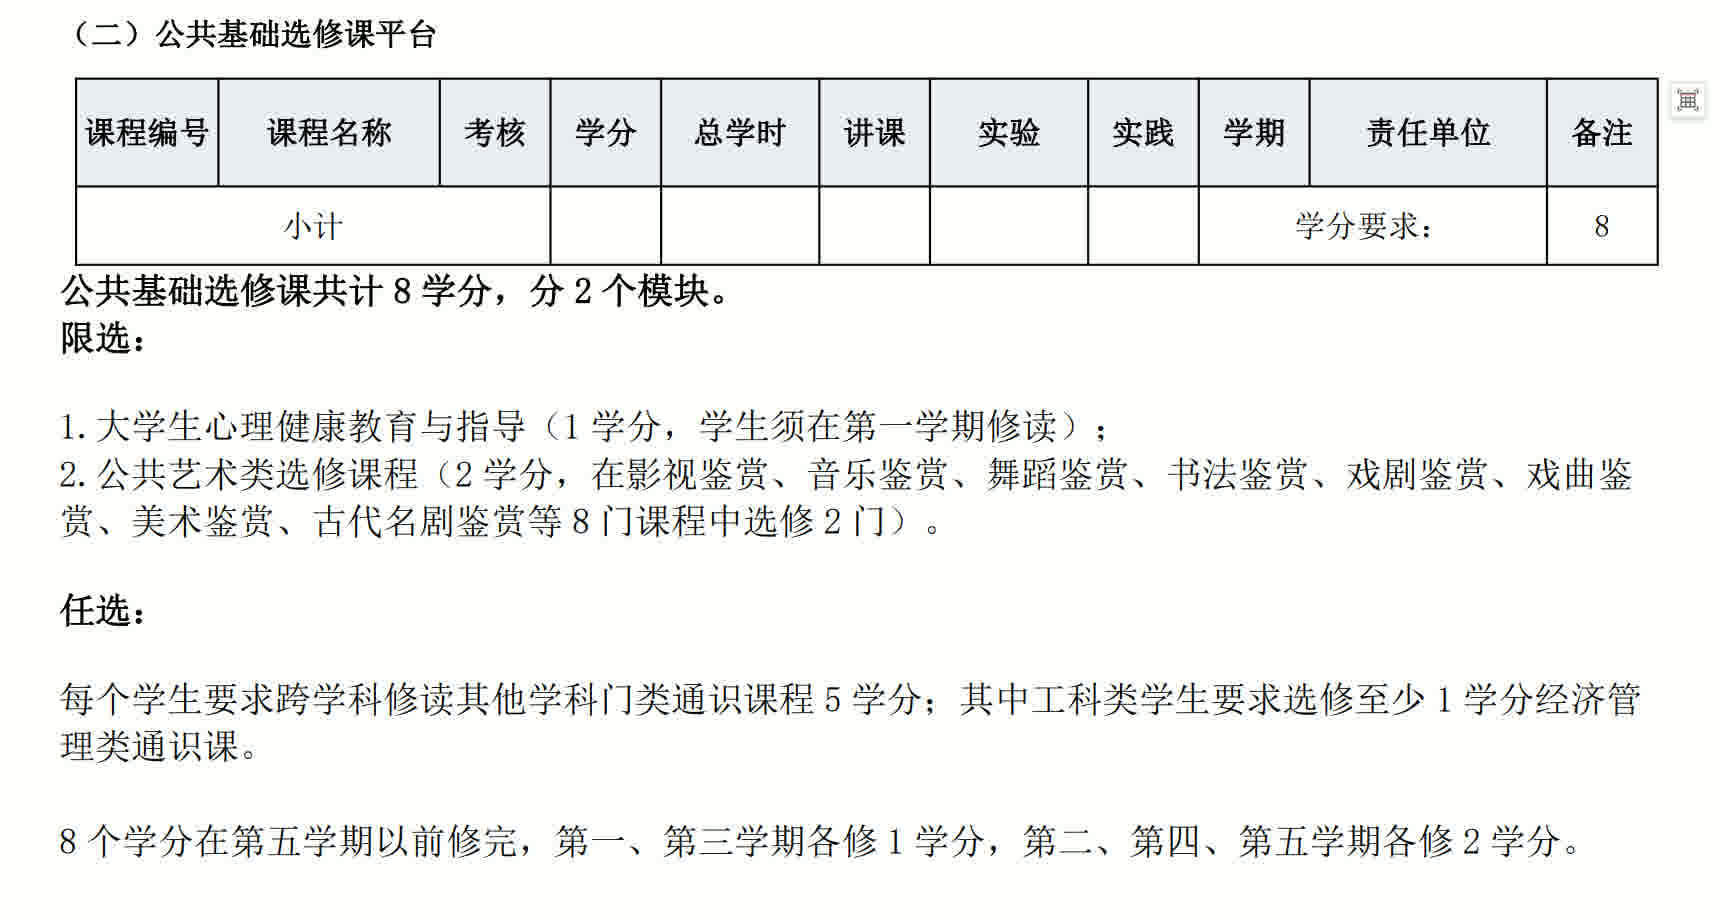 （二）公共基础选修课平台
课程编号 课程名称 考核 学分 总学时 讲课 实验 实践 学期 责任单位 备注
小计 学分要求： 8
公共基础选修课共计 8 学分，分 2 个模块。
限选：
1. 大学生心理健康教育与指导（1 学分，学生须在第一学期修读）；
2. 公共艺术类选修课程（2 学分，在影视鉴赏、音乐鉴赏、舞蹈鉴赏、书法鉴赏、戏剧鉴赏、戏曲鉴
赏、美术鉴赏、古代名剧鉴赏等 8 门课程中选修 2 门）。
任选：
每个学生要求跨学科修读其他学科门类通识课程 5 学分；其中工科类学生要求选修至少 1 学分经济管
理类通识课。
8 个学分在第五学期以前修完，第一、第三学期各修 1 学分，第二、第四、第五学期各修 2 学分。